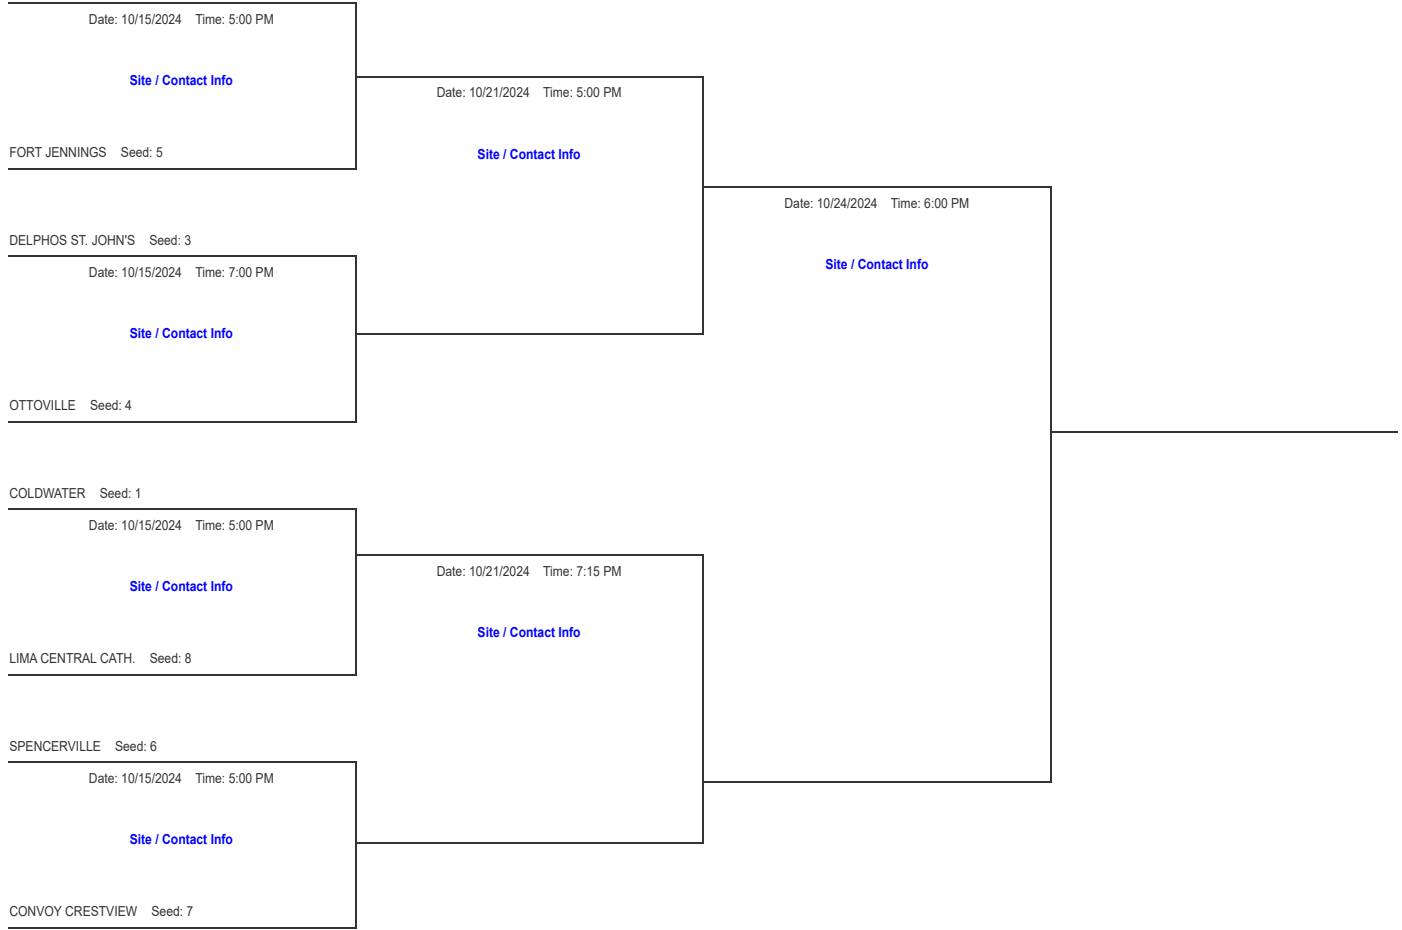 Date: 10/15/2024 Time: 5:00 PM
Site / Contact Info
FORT JENNINGS Seed: 5
DELPHOS ST. JOHN'S Seed: 3
Date: 10/15/2024 Time: 7:00 PM
Site / Contact Info
OTTOVILLE Seed: 4
COLDWATER Seed: 1
Date: 10/15/2024 Time: 5:00 PM
Site / Contact Info
LIMA CENTRAL CATH. Seed: 8
SPENCERVILLE Seed: 6
Date: 10/15/2024 Time: 5:00 PM
Site / Contact Info
CONVOY CRESTVIEW Seed: 7
Date: 10/21/2024 Time: 5:00 PM
Site / Contact Info
Date: 10/21/2024 Time: 7:15 PM
Site / Contact Info
Date: 10/24/2024 Time: 6:00 PM
Site / Contact Info